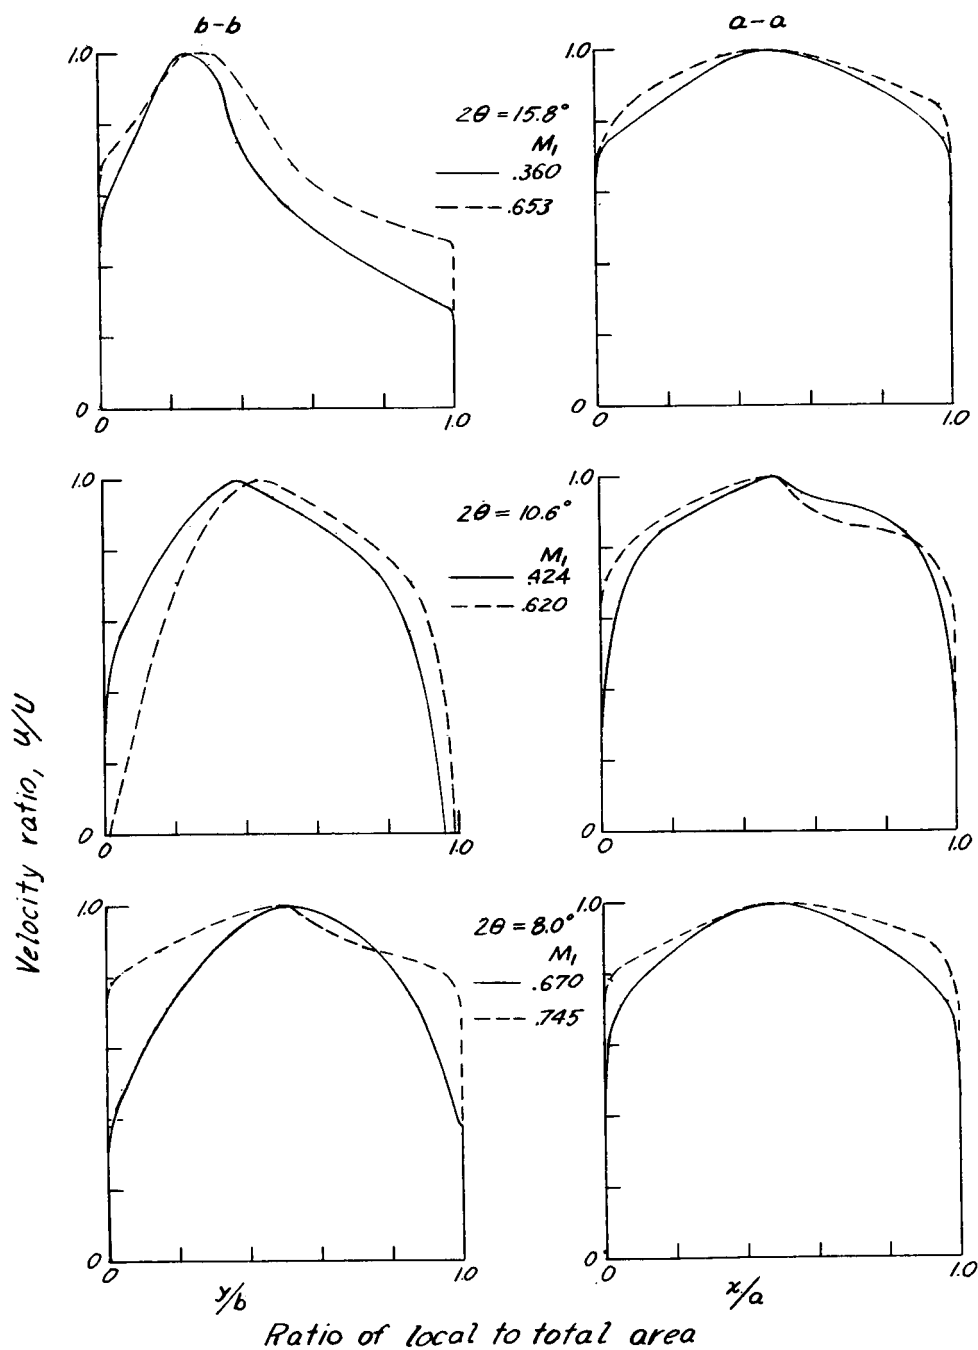 b-b
a-a
1.0
1.0
2θ = 15.8°
M₁
.360
.653
0
0
1.0
0
0
1.0
1.0
1.0
2θ = 10.6°
M₁
.424
.620
0
0
1.0
0
0
1.0
Velocity ratio, u/U
1.0
1.0
2θ = 8.0°
M₁
.670
.745
0
0
1.0
0
0
1.0
y/b
x/a
Ratio of local to total area